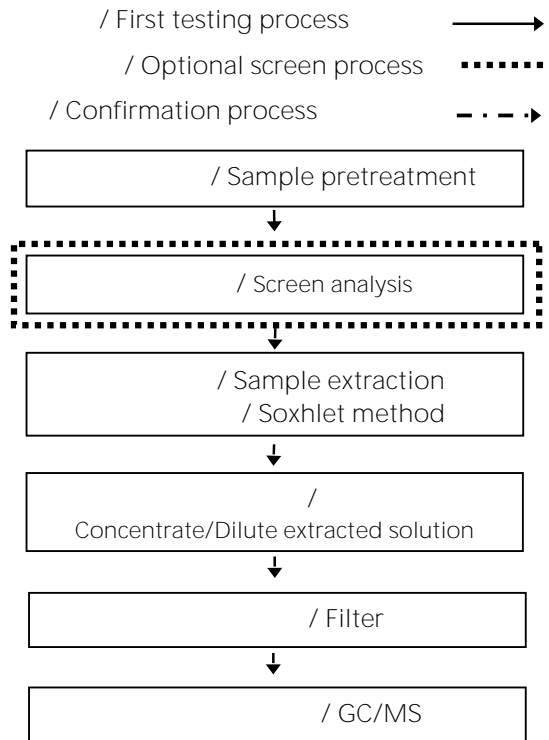 / First testing process
/ Optional screen process
/ Confirmation process
/ Sample pretreatment
/ Screen analysis
/ Sample extraction
/ Soxhlet method
/
Concentrate/Dilute extracted solution
/ Filter
/ GC/MS